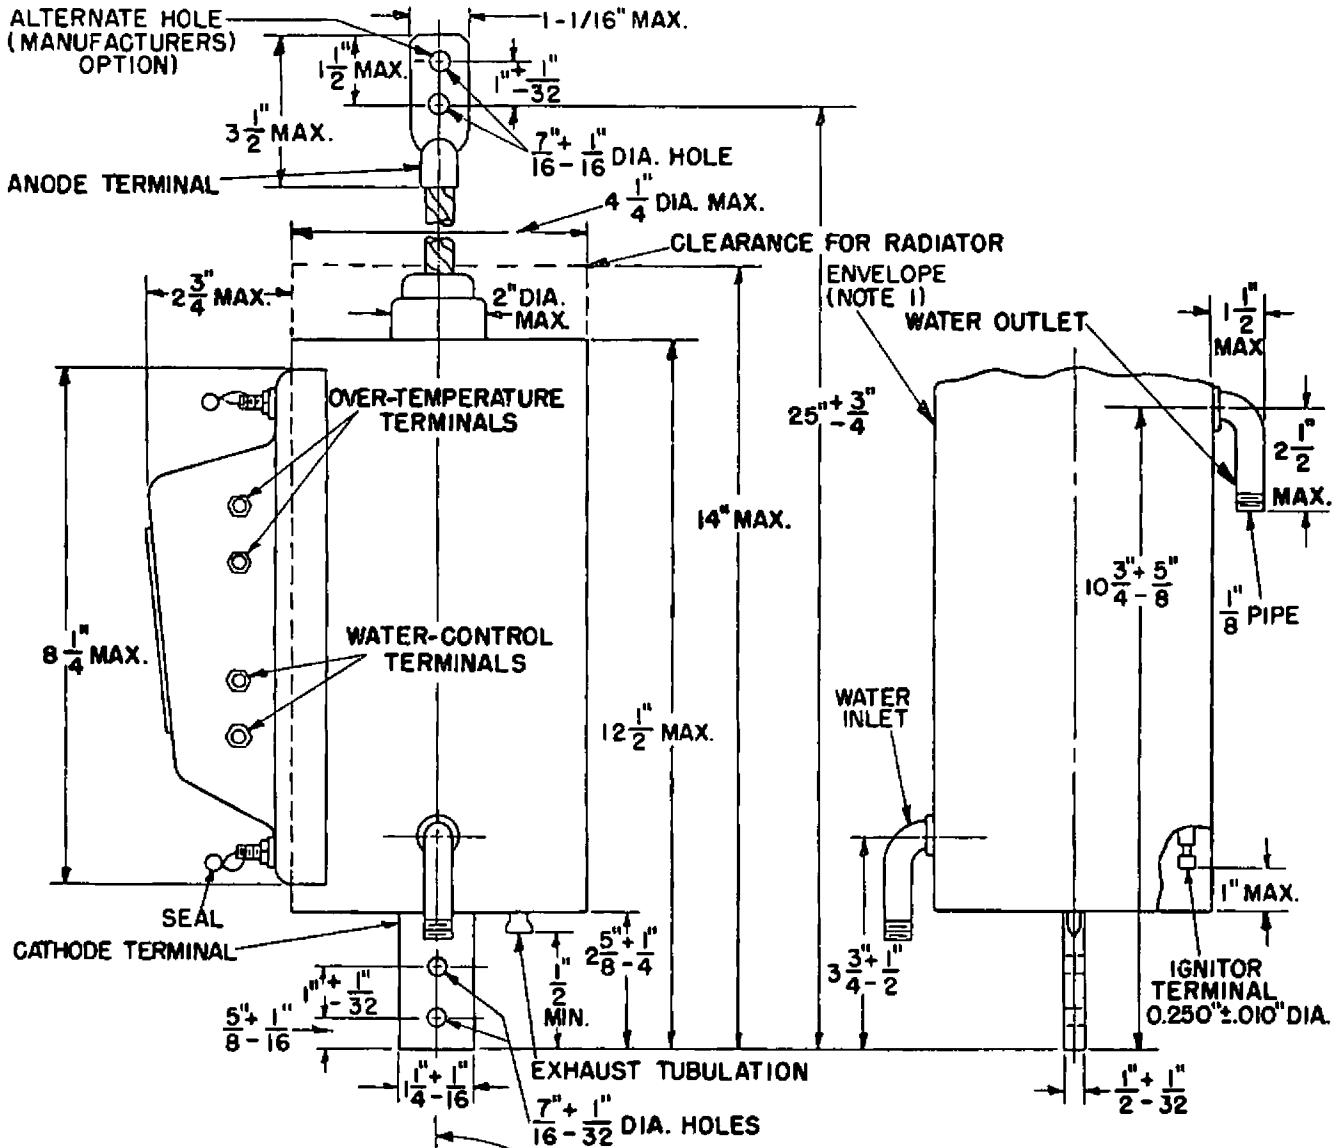 ALTERNATE HOLE
(MANUFACTURERS)
OPTION)
1-1/16" MAX.
1 1/2" MAX.
1" ± 1/32"
3 1/2" MAX.
7/16" ± 1/16" DIA. HOLE
ANODE TERMINAL
4 1/4" DIA. MAX.
CLEARANCE FOR RADIATOR
ENVELOPE
(NOTE 1)
2 3/4" MAX.
2" DIA.
MAX.
WATER OUTLET
1 1/2"
MAX
OVER-TEMPERATURE
TERMINALS
25" ± 3/4"
2 1/2"
MAX.
14" MAX.
10 3/4" ± 5/8"
1/8" PIPE
8 1/4" MAX.
WATER-CONTROL
TERMINALS
12 1/2" MAX.
WATER
INLET
1" MAX.
SEAL
CATHODE TERMINAL
2 5/8" ± 1/4"
1" ± 1/32"
1/2"
MIN.
3 3/4" ± 1/2"
IGNITOR
TERMINAL
0.250"±.010" DIA.
5/8" ± 1/16"
EXHAUST TUBULATION
1 1/4" ± 1/16"
7/16" ± 1/32" DIA. HOLES
1/2" ± 1/32"